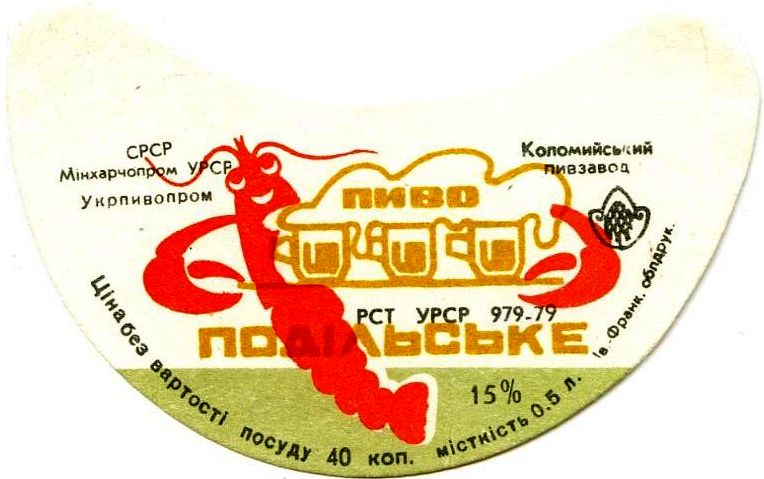 СРСР
Мінхарчопром УРСР
Укрпивопром
Коломийський
пивзавод
ПИВО
РСТ УРСР 979-79
ПОДІЛЬСЬКЕ
15%
Ціна без вартості посуду 40 коп. місткість 0.5 л.
Ів.-Франк. облдрук.